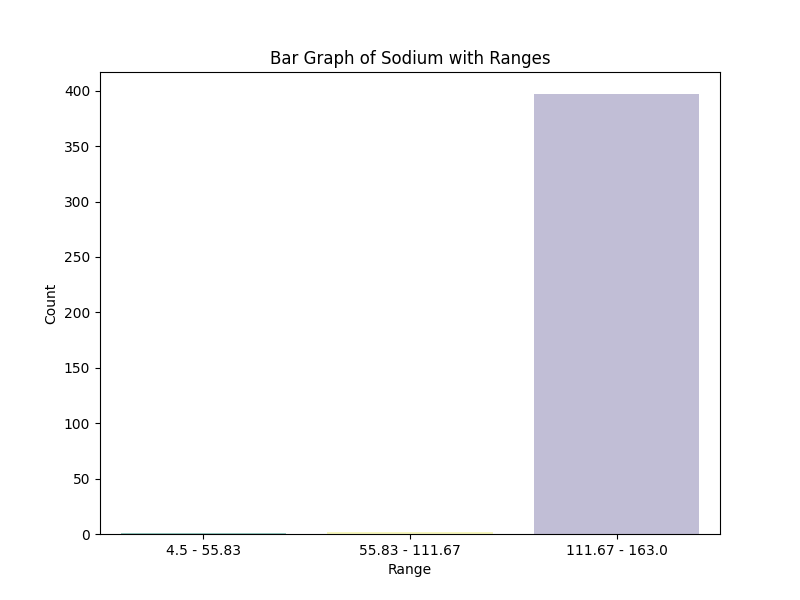 Bar Graph of Sodium with Ranges
400
350
300
250
200
150
100
50
0
Count
4.5 - 55.83
55.83 - 111.67
111.67 - 163.0
Range